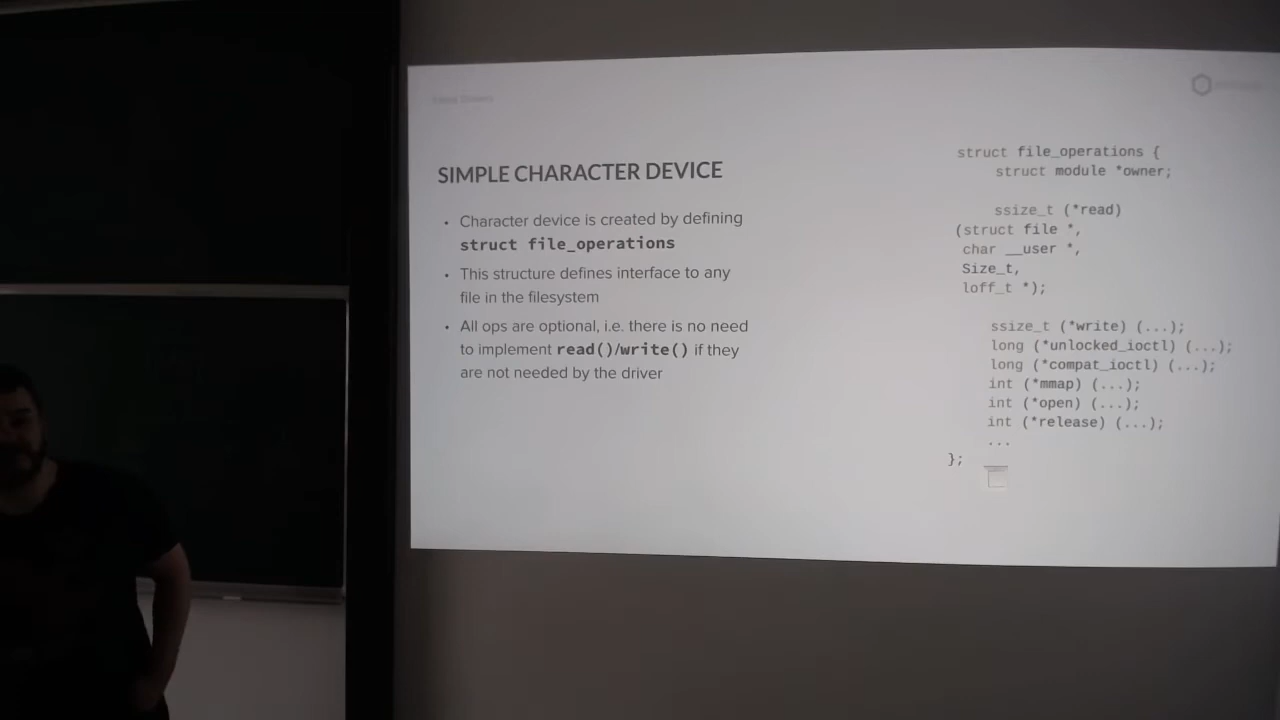 SIMPLE CHARACTER DEVICE
• Character device is created by defining
struct file_operations
• This structure defines interface to any
file in the filesystem
• All ops are optional, i.e. there is no need
to implement read()/write() if they
are not needed by the driver
struct file_operations {
struct module *owner;
ssize_t (*read)
(struct file *,
char __user *,
Size_t,
loff_t *);
ssize_t (*write) (...);
long (*unlocked_ioctl) (...);
long (*compat_ioctl) (...);
int (*mmap) (...);
int (*open) (...);
int (*release) (...);
...
};